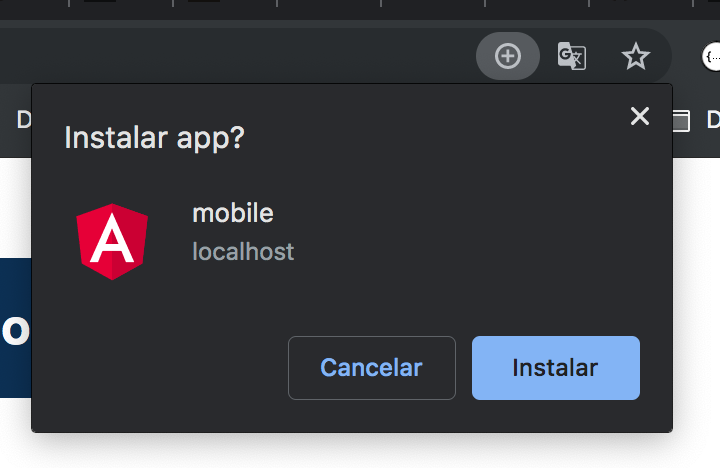 D
D
Instalar app?
mobile
localhost
o
Cancelar
Instalar